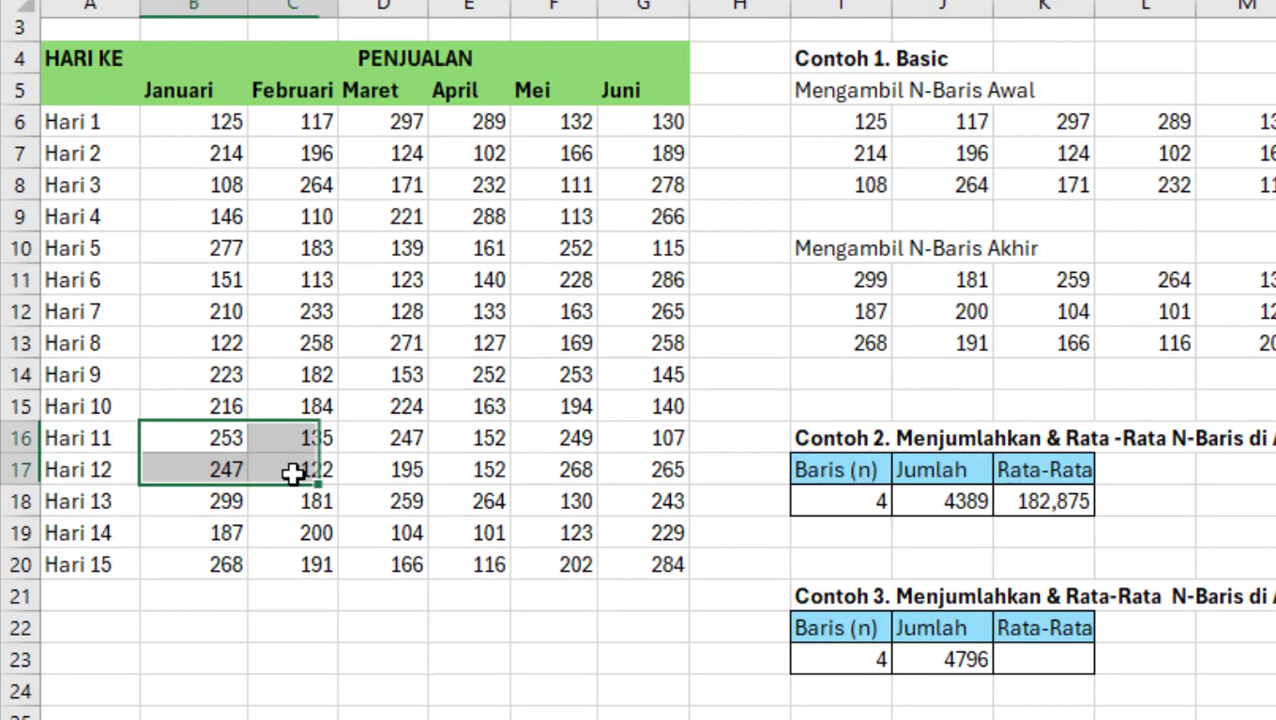 A B C D E F G H I J K L M
3
4 HARI KE PENJUALAN Contoh 1. Basic
5 Januari Februari Maret April Mei Juni Mengambil N-Baris Awal
6 Hari 1 125 117 297 289 132 130 125 117 297 289
7 Hari 2 214 196 124 102 166 189 214 196 124 102
8 Hari 3 108 264 171 232 111 278 108 264 171 232
9 Hari 4 146 110 221 288 113 266
10 Hari 5 277 183 139 161 252 115 Mengambil N-Baris Akhir
11 Hari 6 151 113 123 140 228 286 299 181 259 264
12 Hari 7 210 233 128 133 163 265 187 200 104 101
13 Hari 8 122 258 271 127 169 258 268 191 166 116
14 Hari 9 223 182 153 252 253 145
15 Hari 10 216 184 224 163 194 140
16 Hari 11 253 135 247 152 249 107 Contoh 2. Menjumlahkan & Rata -Rata N-Baris di
17 Hari 12 247 122 195 152 268 265 Baris (n) Jumlah Rata-Rata
18 Hari 13 299 181 259 264 130 243 4 4389 182,875
19 Hari 14 187 200 104 101 123 229
20 Hari 15 268 191 166 116 202 284
21 Contoh 3. Menjumlahkan & Rata-Rata N-Baris di
22 Baris (n) Jumlah Rata-Rata
23 4 4796
24